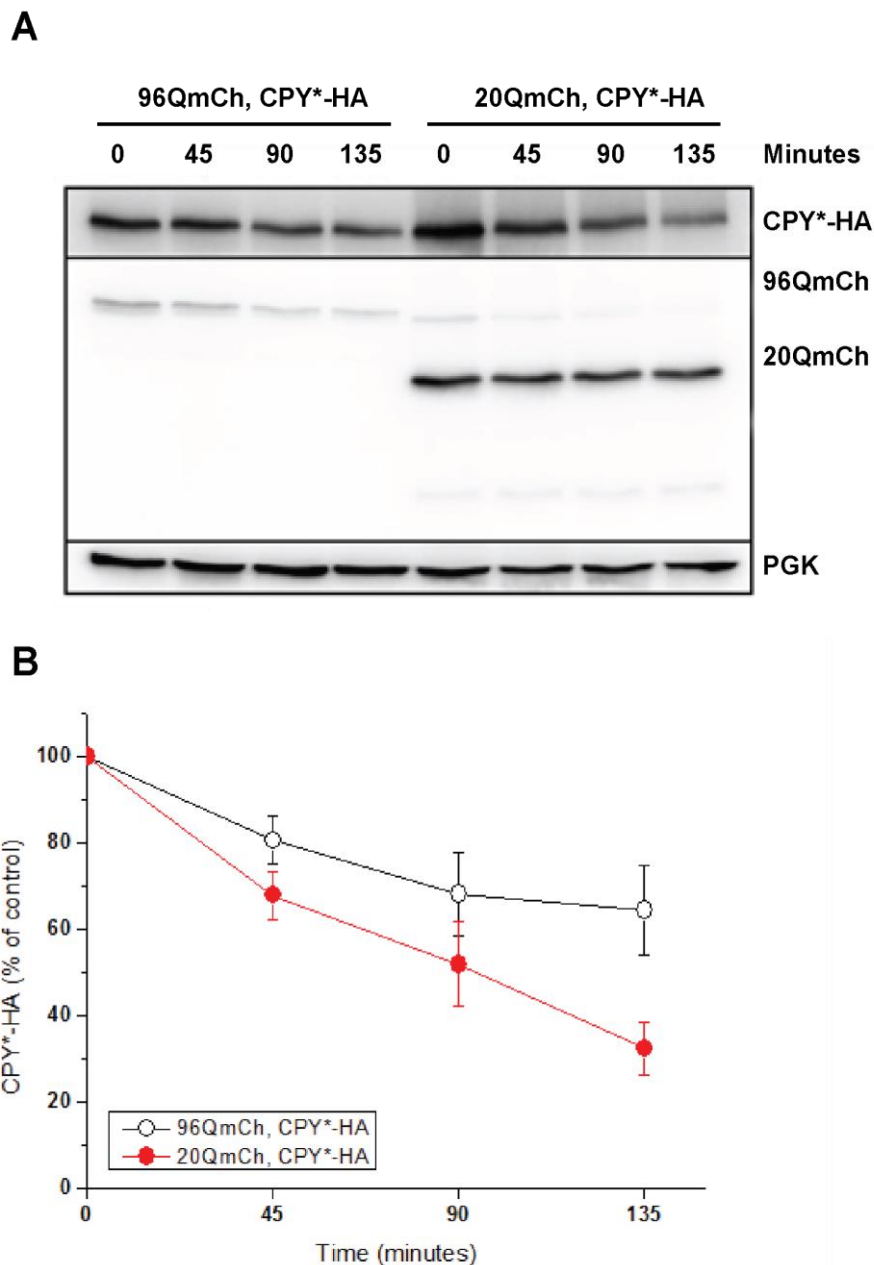 A
96QmCh, CPY*-HA 20QmCh, CPY*-HA
0 45 90 135 0 45 90 135 Minutes
CPY*-HA
96QmCh
20QmCh
PGK
B
100
80
60
40
20
0
CPY*-HA (% of control)
96QmCh, CPY*-HA
20QmCh, CPY*-HA
0 45 90 135
Time (minutes)